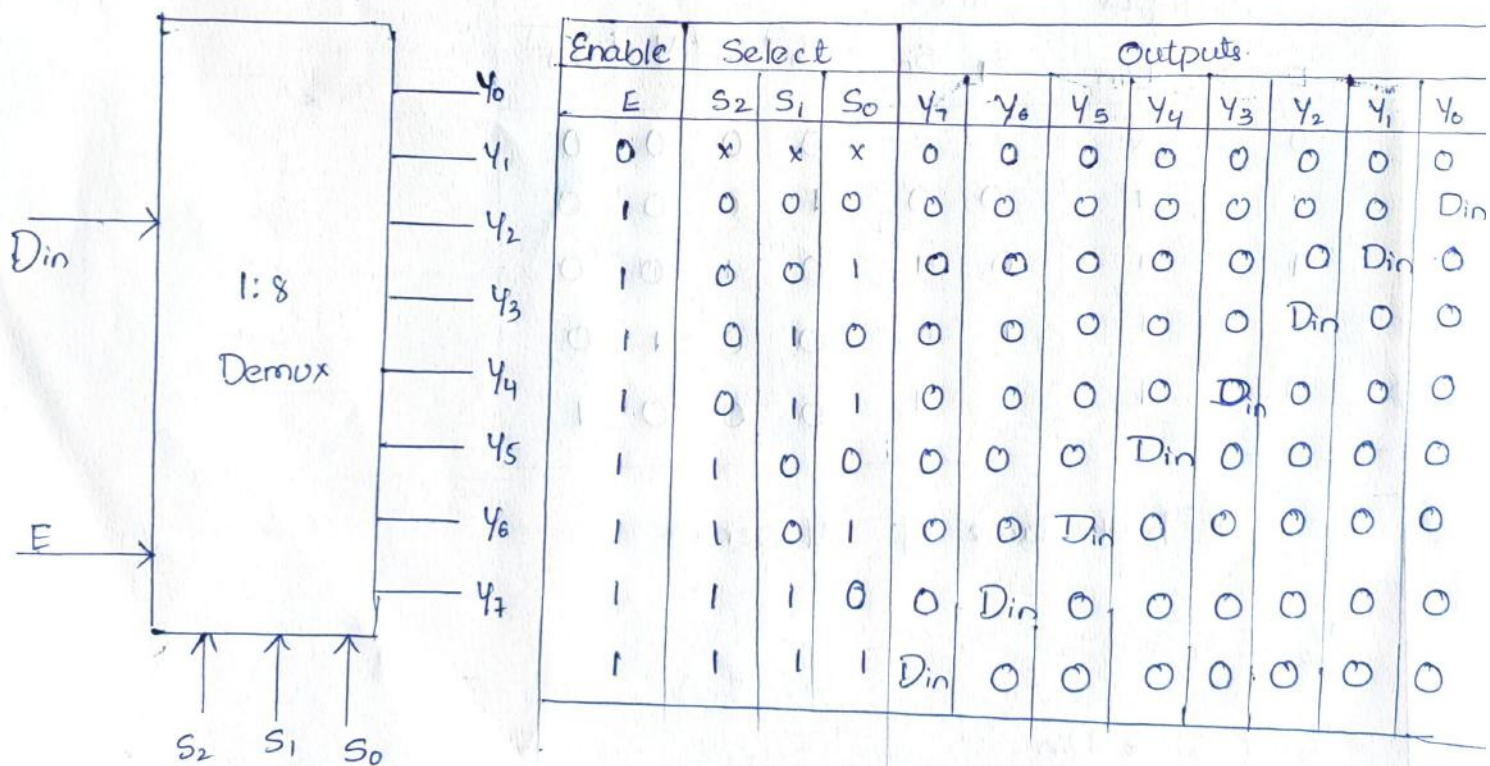 Din
E
1:8
Demux
S2 S1 S0
Y0
Y1
Y2
Y3
Y4
Y5
Y6
Y7
Enable Select Outputs
E S2 S1 S0 Y7 Y6 Y5 Y4 Y3 Y2 Y1 Y0
0 x x x 0 0 0 0 0 0 0 0
1 0 0 0 0 0 0 0 0 0 0 Din
1 0 0 1 0 0 0 0 0 0 Din 0
1 0 1 0 0 0 0 0 0 Din 0 0
1 0 1 1 0 0 0 0 Din 0 0 0
1 1 0 0 0 0 0 Din 0 0 0 0
1 1 0 1 0 0 Din 0 0 0 0 0
1 1 1 0 0 Din 0 0 0 0 0 0
1 1 1 1 Din 0 0 0 0 0 0 0